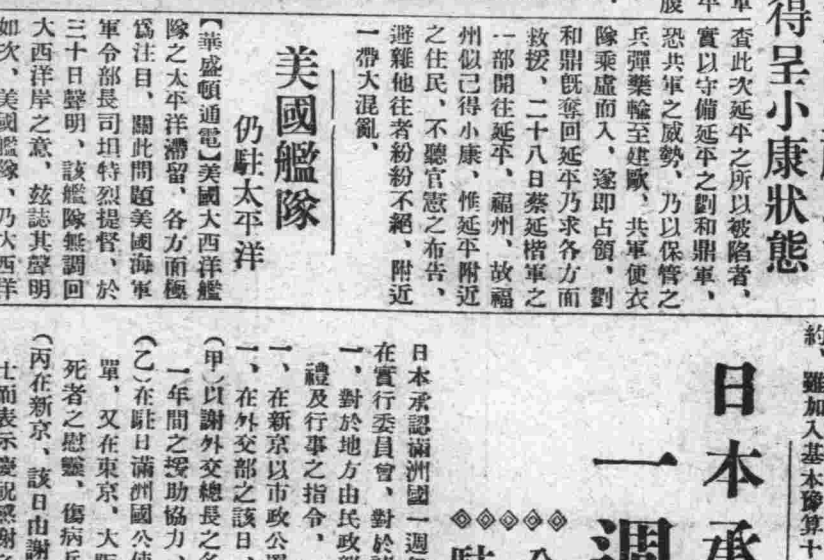 得呈小康狀態
査此次延平之所以被陷者、
實以守備延平之劉和鼎軍、
恐共軍之威勢、乃以保管之
兵彈藥輸至建歐、共軍便衣
隊乘虛而入、遂即占領、劉
和鼎旣奪回延平乃求各方面
救援、二十八日蔡延楷軍之
一部開往延平、福州、故福
州似己得小康、惟延平附近
之住民、不聽官憲之布告、
避難他往者紛紛不絕、附近
一帶大混亂、
美國艦隊
仍駐太平洋
【華盛頓通電】美國大西洋艦
隊之太平洋滯留、各方面極
爲注目、關此問題美國海軍
軍令部長司坦特烈提督、於
三十日聲明、該艦隊無調回
大西洋岸之意、玆誌其聲明
如次、美國艦隊、乃大西洋
約、雖加入基本豫算十
日本承
一週
日本承認滿洲國一週
在實行委員會、對於
一、對於地方由民政部
禮及行事之指令、
一、在新京以市政公署
一、在外交部之該日、
(甲)以謝外交總長之名
一年間之援助協力、
(乙)在駐日滿洲國公使
單、又在東京、大阪
死者之慰靈、傷病兵
(丙在新京、該日由謝
士而表示慶祝感謝